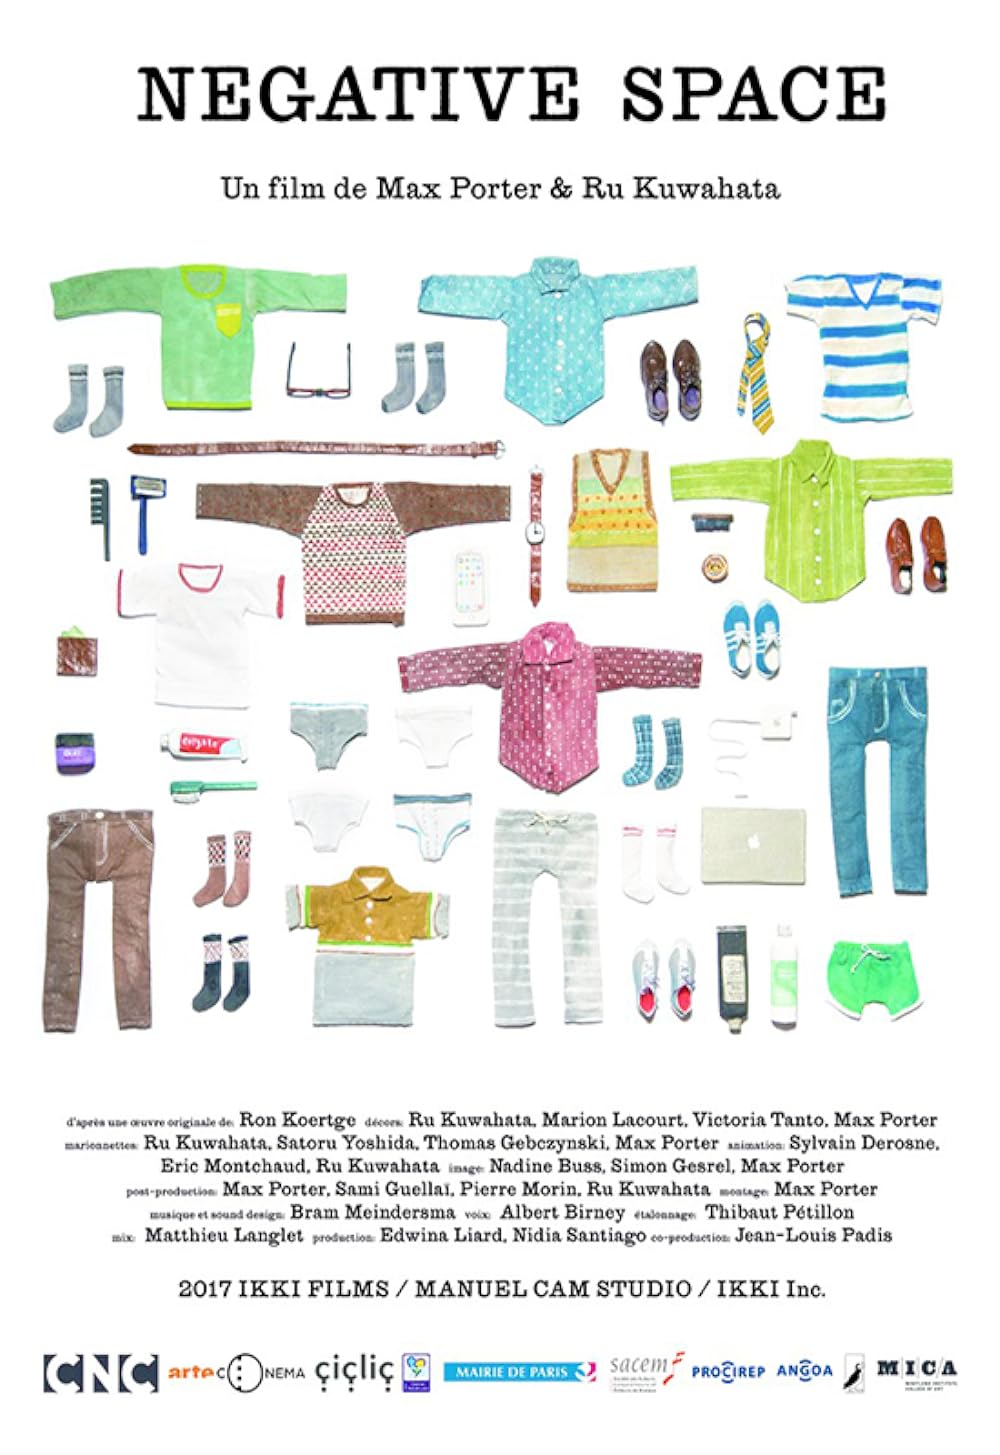 NEGATIVE SPACE
Un film de Max Porter & Ru Kuwahata
Colgate
d'après une œuvre originale de: Ron Koertge décors: Ru Kuwahata, Marion Lacourt, Victoria Tanto, Max Porter
marionnettes: Ru Kuwahata, Satoru Yoshida, Thomas Gebczynski, Max Porter animation: Sylvain Derosne,
Eric Montchaud, Ru Kuwahata image: Nadine Buss, Simon Gesrel, Max Porter
post-production: Max Porter, Sami Guellaï, Pierre Morin, Ru Kuwahata montage: Max Porter
musique et sound design: Bram Meindersma voix: Albert Birney étalonnage: Thibaut Pétillon
mix: Matthieu Langlet production: Edwina Liard, Nidia Santiago co-production: Jean-Louis Padis
2017 IKKI FILMS / MANUEL CAM STUDIO / IKKI Inc.
CNC arte COFINOVA çiçliç MAIRIE DE PARIS sacem PROCIREP ANGOA MICA